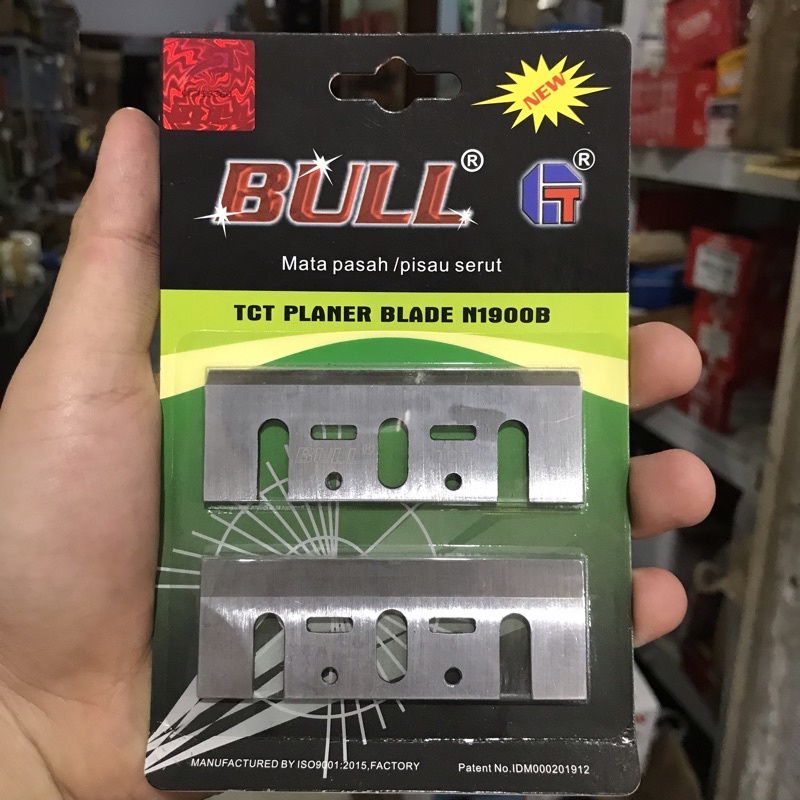 NEW
BULL®
GT ®
Mata pasah /pisau serut
TCT PLANER BLADE N1900B
BULL®
MANUFACTURED BY ISO9001:2015,FACTORY
Patent No.IDM000201912